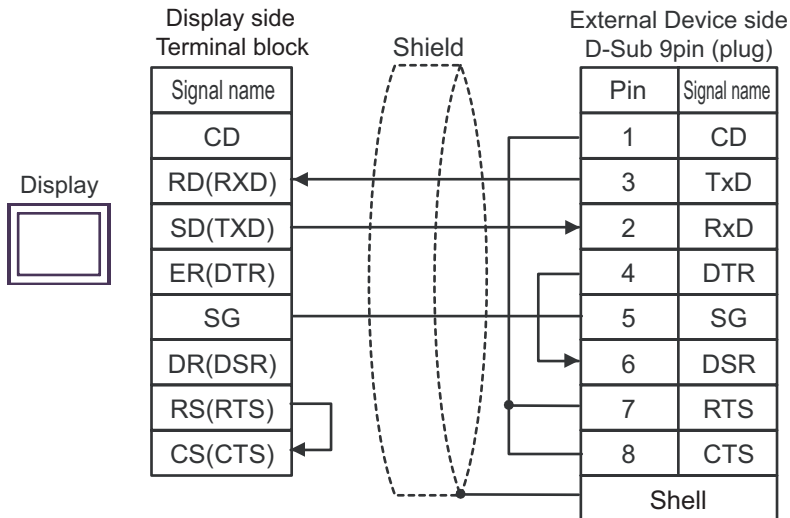 Display side
Terminal block
Shield
External Device side
D-Sub 9pin (plug)
Display
Signal name
CD
RD(RXD)
SD(TXD)
ER(DTR)
SG
DR(DSR)
RS(RTS)
CS(CTS)
Pin Signal name
1 CD
3 TxD
2 RxD
4 DTR
5 SG
6 DSR
7 RTS
8 CTS
Shell